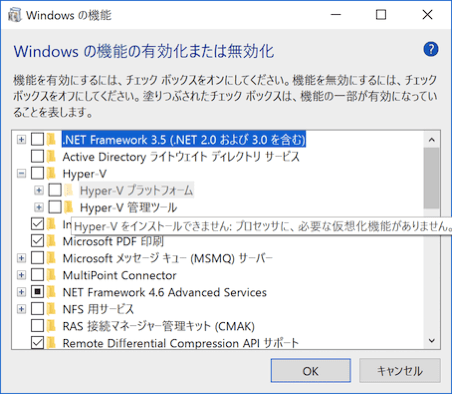 Windows の機能
Windows の機能の有効化または無効化
機能を有効にするには、チェック ボックスをオンにしてください。機能を無効にするには、チェック
ボックスをオフにしてください。塗りつぶされたチェック ボックスは、機能の一部が有効になっている
ことを表します。
.NET Framework 3.5 (.NET 2.0 および 3.0 を含む)
Active Directory ライトウェイト ディレクトリ サービス
Hyper-V
Hyper-V プラットフォーム
Hyper-V 管理ツール
Hyper-V をインストールできません: プロセッサに、必要な仮想化機能がありません。
Microsoft PDF 印刷
Microsoft メッセージ キュー (MSMQ) サーバー
MultiPoint Connector
NET Framework 4.6 Advanced Services
NFS 用サービス
RAS 接続マネージャー管理キット (CMAK)
Remote Differential Compression API サポート
OK
キャンセル